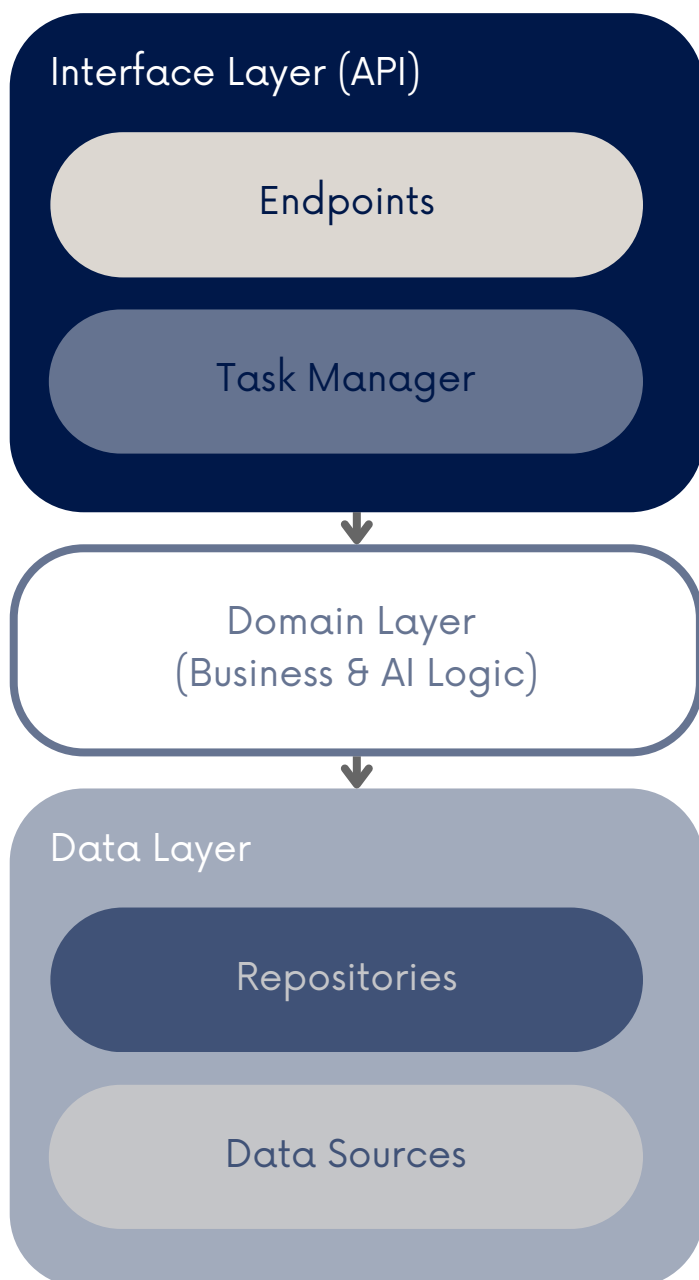 Interface Layer (API)
Endpoints
Task Manager
Domain Layer
(Business & AI Logic)
Data Layer
Repositories
Data Sources